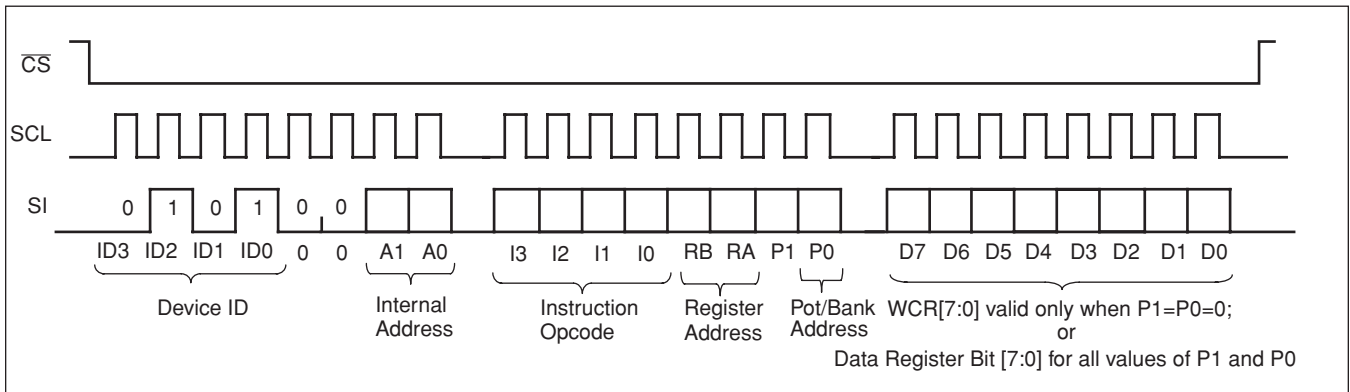 CS
SCL
SI
0 1 0 1 0 0
ID3 ID2 ID1 ID0 0 0 A1 A0 I3 I2 I1 I0 RB RA P1 P0 D7 D6 D5 D4 D3 D2 D1 D0
Device ID
Internal
Address
Instruction
Opcode
Register
Address
Pot/Bank
Address
WCR[7:0] valid only when P1=P0=0;
or
Data Register Bit [7:0] for all values of P1 and P0